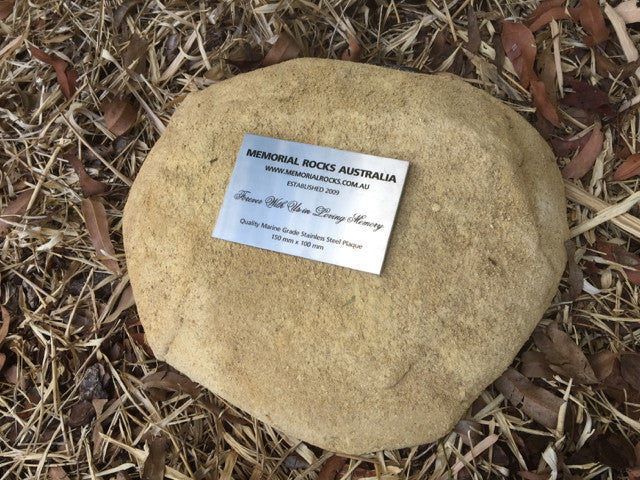 MEMORIAL ROCKS AUSTRALIA
WWW.MEMORIALROCKS.COM.AU
ESTABLISHED 2009
Forever With Us in Loving Memory
Quality Marine Grade Stainless Steel Plaque
150 mm x 100 mm